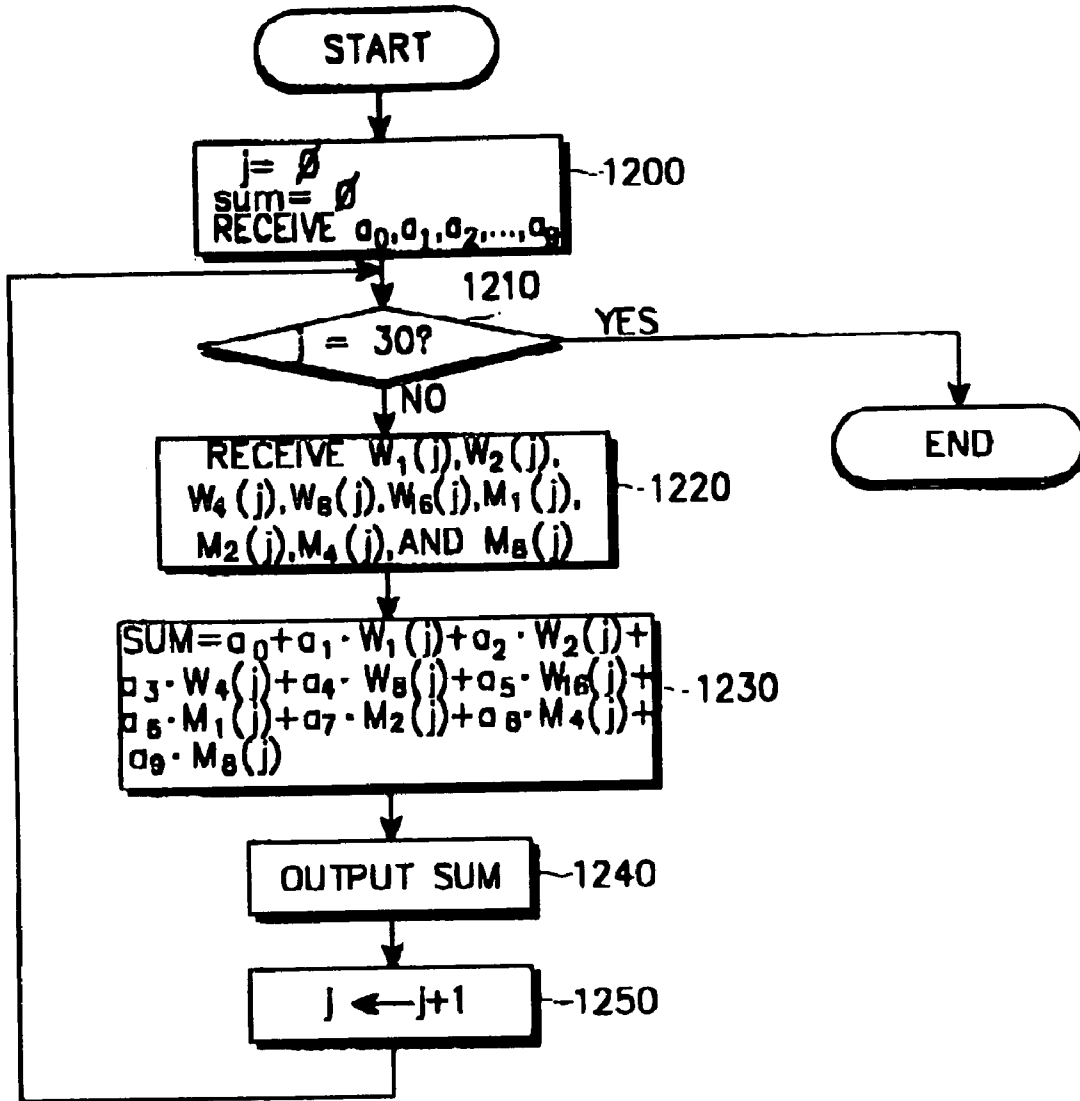 START
j= Ø
sum= Ø
RECEIVE a₀,a₁,a₂,...,a₉
1200
1210
j = 30?
YES
NO
END
RECEIVE W₁(j),W₂(j),
W₄(j),W₈(j),W₁₆(j),M₁(j),
M₂(j),M₄(j),AND M₈(j)
1220
SUM=a₀+a₁·W₁(j)+a₂·W₂(j)+
a₃·W₄(j)+a₄·W₈(j)+a₅·W₁₆(j)+
a₆·M₁(j)+a₇·M₂(j)+a₈·M₄(j)+
a₉·M₈(j)
1230
OUTPUT SUM
1240
j ← j+1
1250